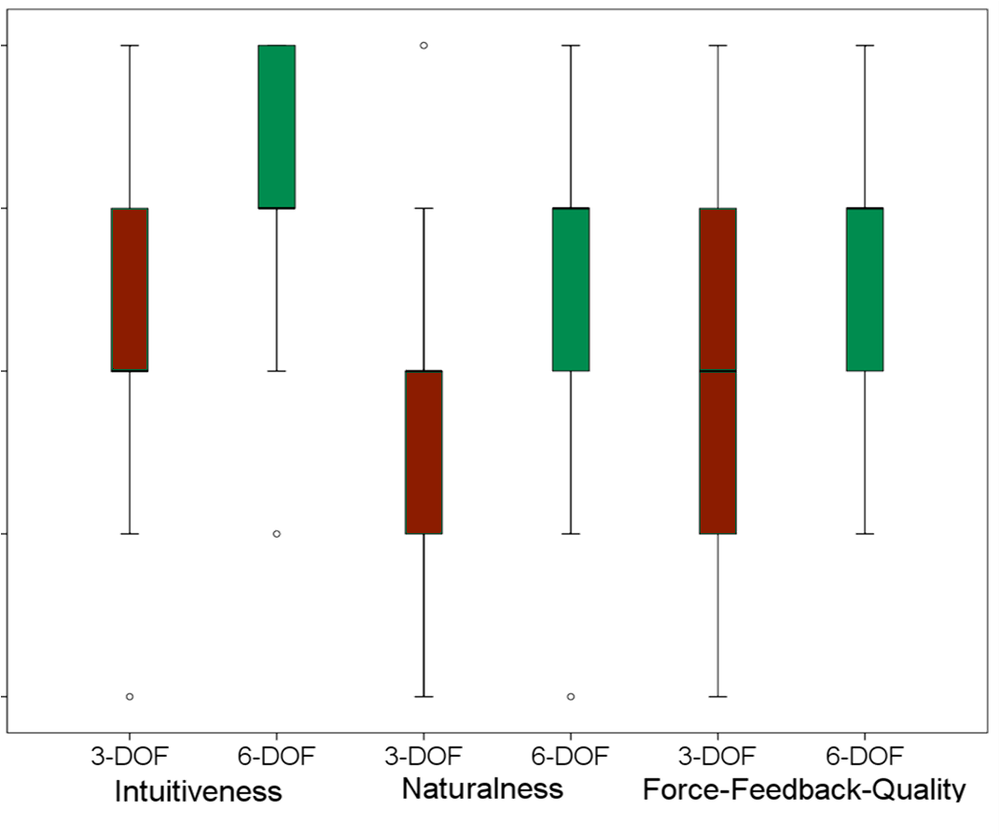 3-DOF 6-DOF 3-DOF 6-DOF 3-DOF 6-DOF
Intuitiveness Naturalness Force-Feedback-Quality